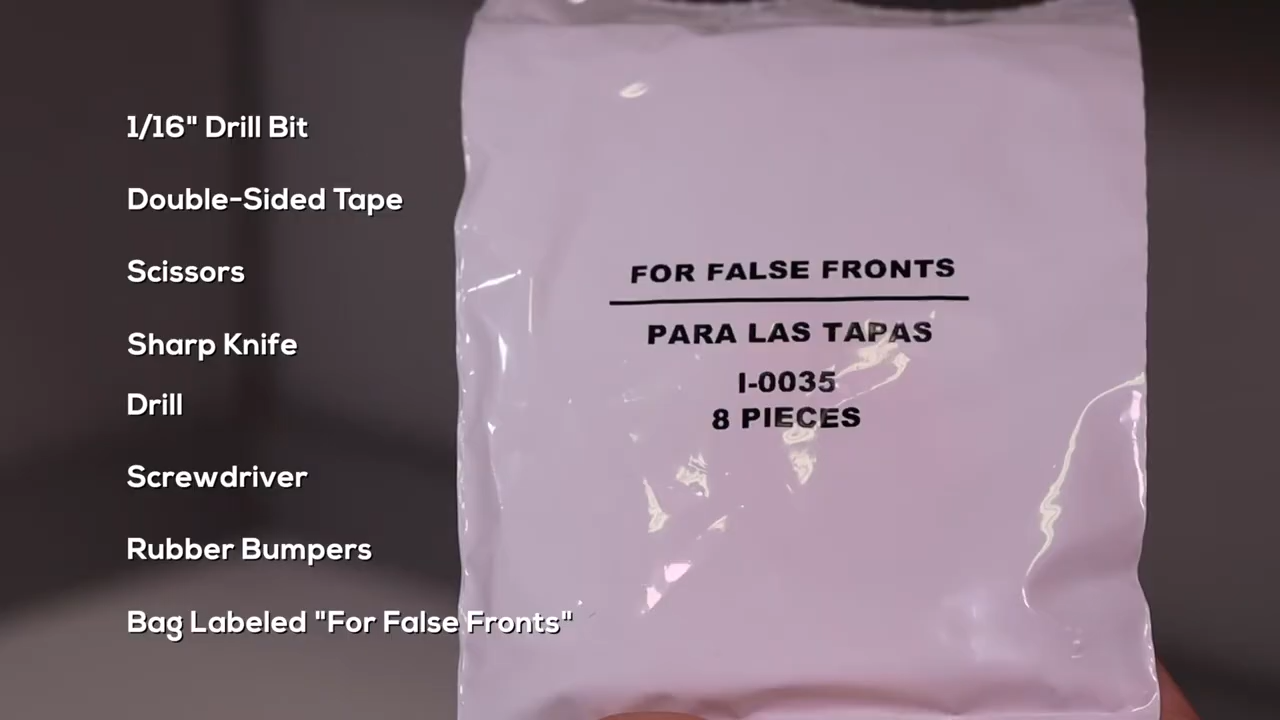 1/16" Drill Bit
Double-Sided Tape
Scissors
Sharp Knife
Drill
Screwdriver
Rubber Bumpers
Bag Labeled "For False Fronts"
FOR FALSE FRONTS
PARA LAS TAPAS
I-0035
8 PIECES